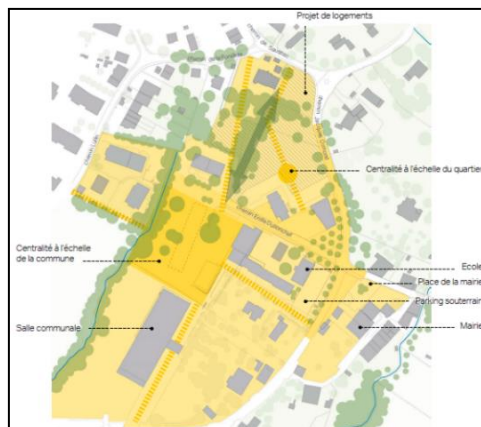 Projet de logements
Centralité à l'échelle du quartier
Centralité à l'échelle
de la commune
Ecole
Place de la mairie
Parking souterrain
Salle communale
Mairie